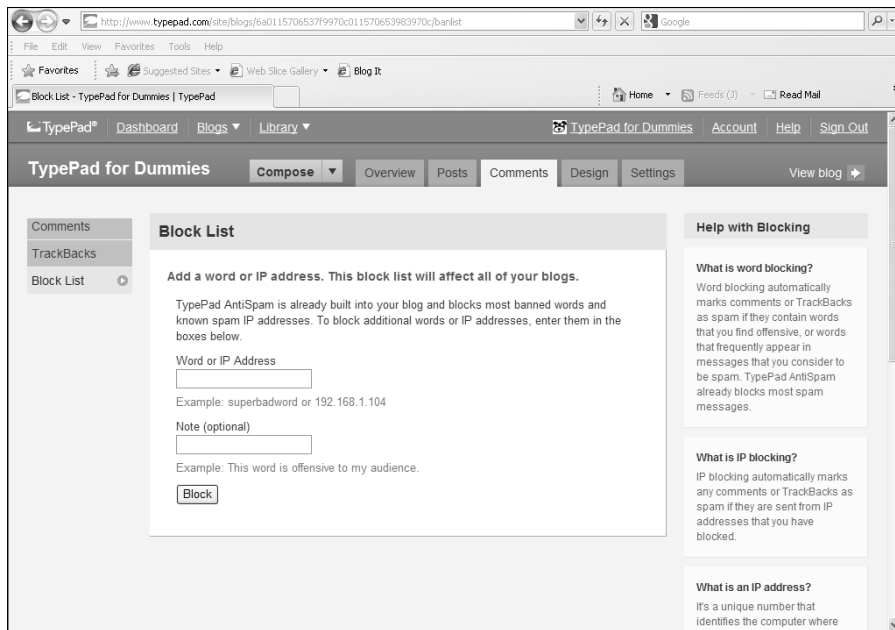 http://www.typepad.com/site/blogs/6a0115706537f9970c011570653983970c/banlist
Google
File Edit View Favorites Tools Help
Favorites Suggested Sites Web Slice Gallery Blog It
Block List - TypePad for Dummies | TypePad
Home Feeds (J) Read Mail
TypePad® Dashboard Blogs Library TypePad for Dummies Account Help Sign Out
TypePad for Dummies Compose Overview Posts Comments Design Settings View blog
Comments
TrackBacks
Block List
Block List
Add a word or IP address. This block list will affect all of your blogs.
TypePad AntiSpam is already built into your blog and blocks most banned words and
known spam IP addresses. To block additional words or IP addresses, enter them in the
boxes below.
Word or IP Address
Example: superbadword or 192.168.1.104
Note (optional)
Example: This word is offensive to my audience.
Block
Help with Blocking
What is word blocking?
Word blocking automatically
marks comments or TrackBacks
as spam if they contain words
that you find offensive, or words
that frequently appear in
messages that you consider to
be spam. TypePad AntiSpam
already blocks most spam
messages.
What is IP blocking?
IP blocking automatically marks
any comments or TrackBacks as
spam if they are sent from IP
addresses that you have
blocked.
What is an IP address?
It's a unique number that
identifies the computer where